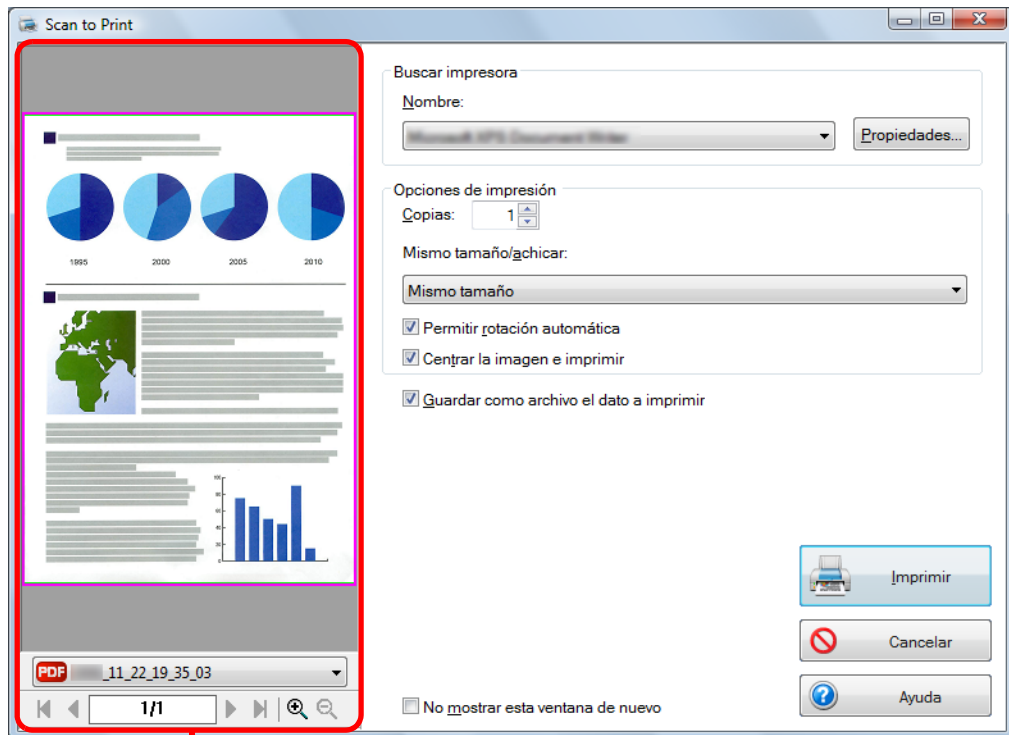 Scan to Print
Buscar impresora
Nombre:
Propiedades...
Opciones de impresión
Copias: 1
Mismo tamaño/achicar:
Mismo tamaño
Permitir rotación automática
Centrar la imagen e imprimir
Guardar como archivo el dato a imprimir
1995 2000 2005 2010
PDF _11_22_19_35_03
1/1
Imprimir
Cancelar
Ayuda
No mostrar esta ventana de nuevo